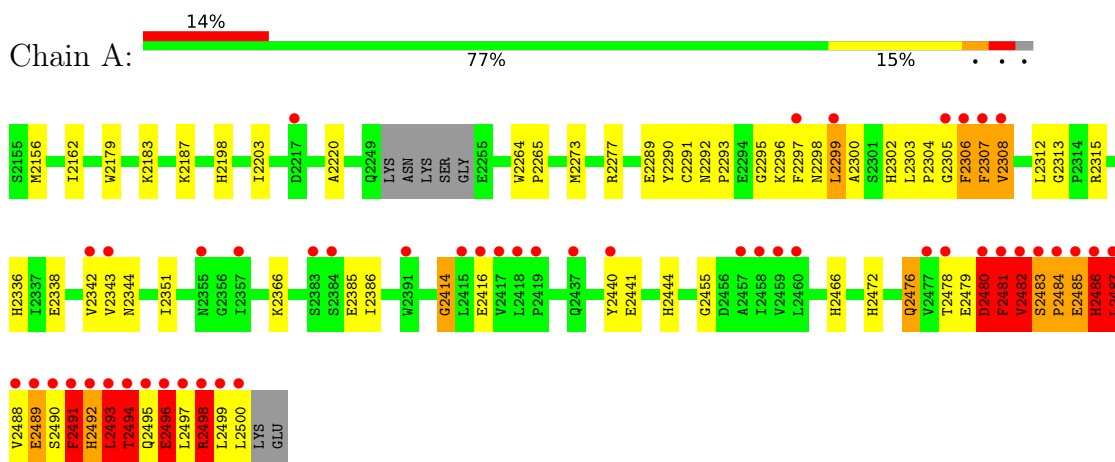 14%
Chain A:
77% 15% • • •
S2155 M2156 I2162 W2179 K2183 K2187 H2198 I2203 D2217 A2220 Q2249 LYS ASN LYS SER GLY E2255 W2264 P2265 M2273 R2277 E2289 Y2290 C2291 N2292 P2293 E2294 G2295 K2296 F2297 N2298 L2299 A2300 S2301 H2302 L2303 P2304 G2305 F2306 F2307 V2308 L2312 G2313 P2314 R2315
H2336 I2337 E2338 V2342 V2343 N2344 I2351 N2355 G2356 I2357 K2366 S2383 S2384 E2385 I2386 W2391 G2414 L2415 E2416 V2417 L2418 P2419 Q2437 Y2440 E2441 H2444 G2455 D2456 A2457 I2458 V2459 L2460 H2466 H2472 Q2476 V2477 T2478 E2479 D2480 F2481 V2482 S2483 P2484 E2485 H2486
V2488 E2489 S2490 F2491 H2492 L2493 T2494 Q2495 E2496 L2497 R2498 L2499 L2500 LYS GLU